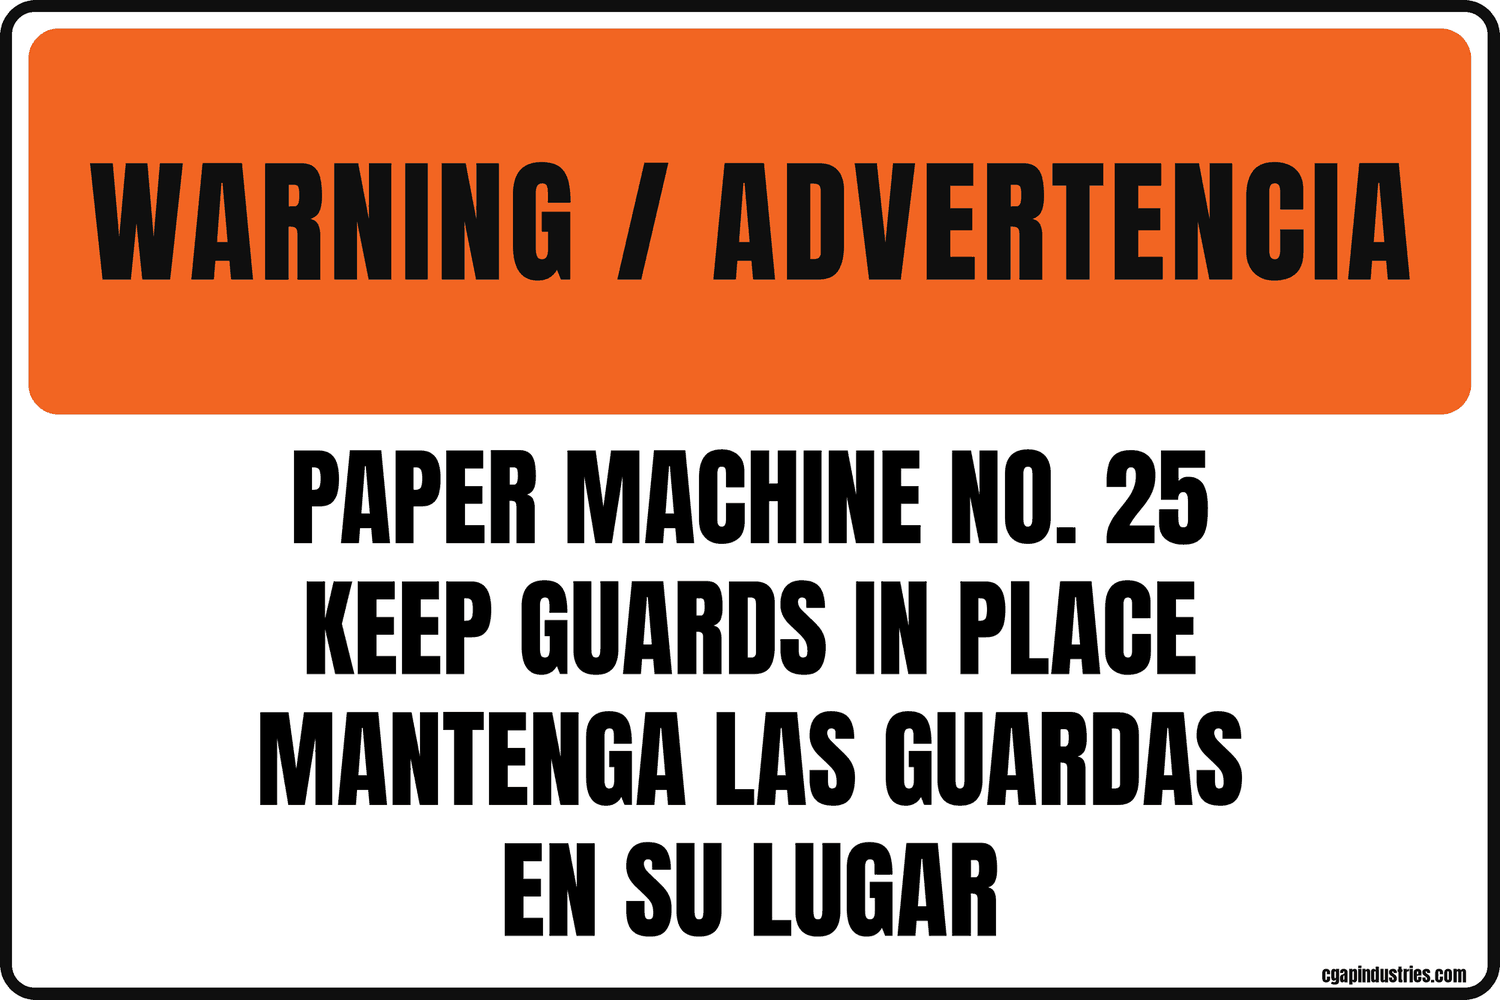 WARNING / ADVERTENCIA
PAPER MACHINE NO. 25
KEEP GUARDS IN PLACE
MANTENGA LAS GUARDAS
EN SU LUGAR
cgapindustries.com